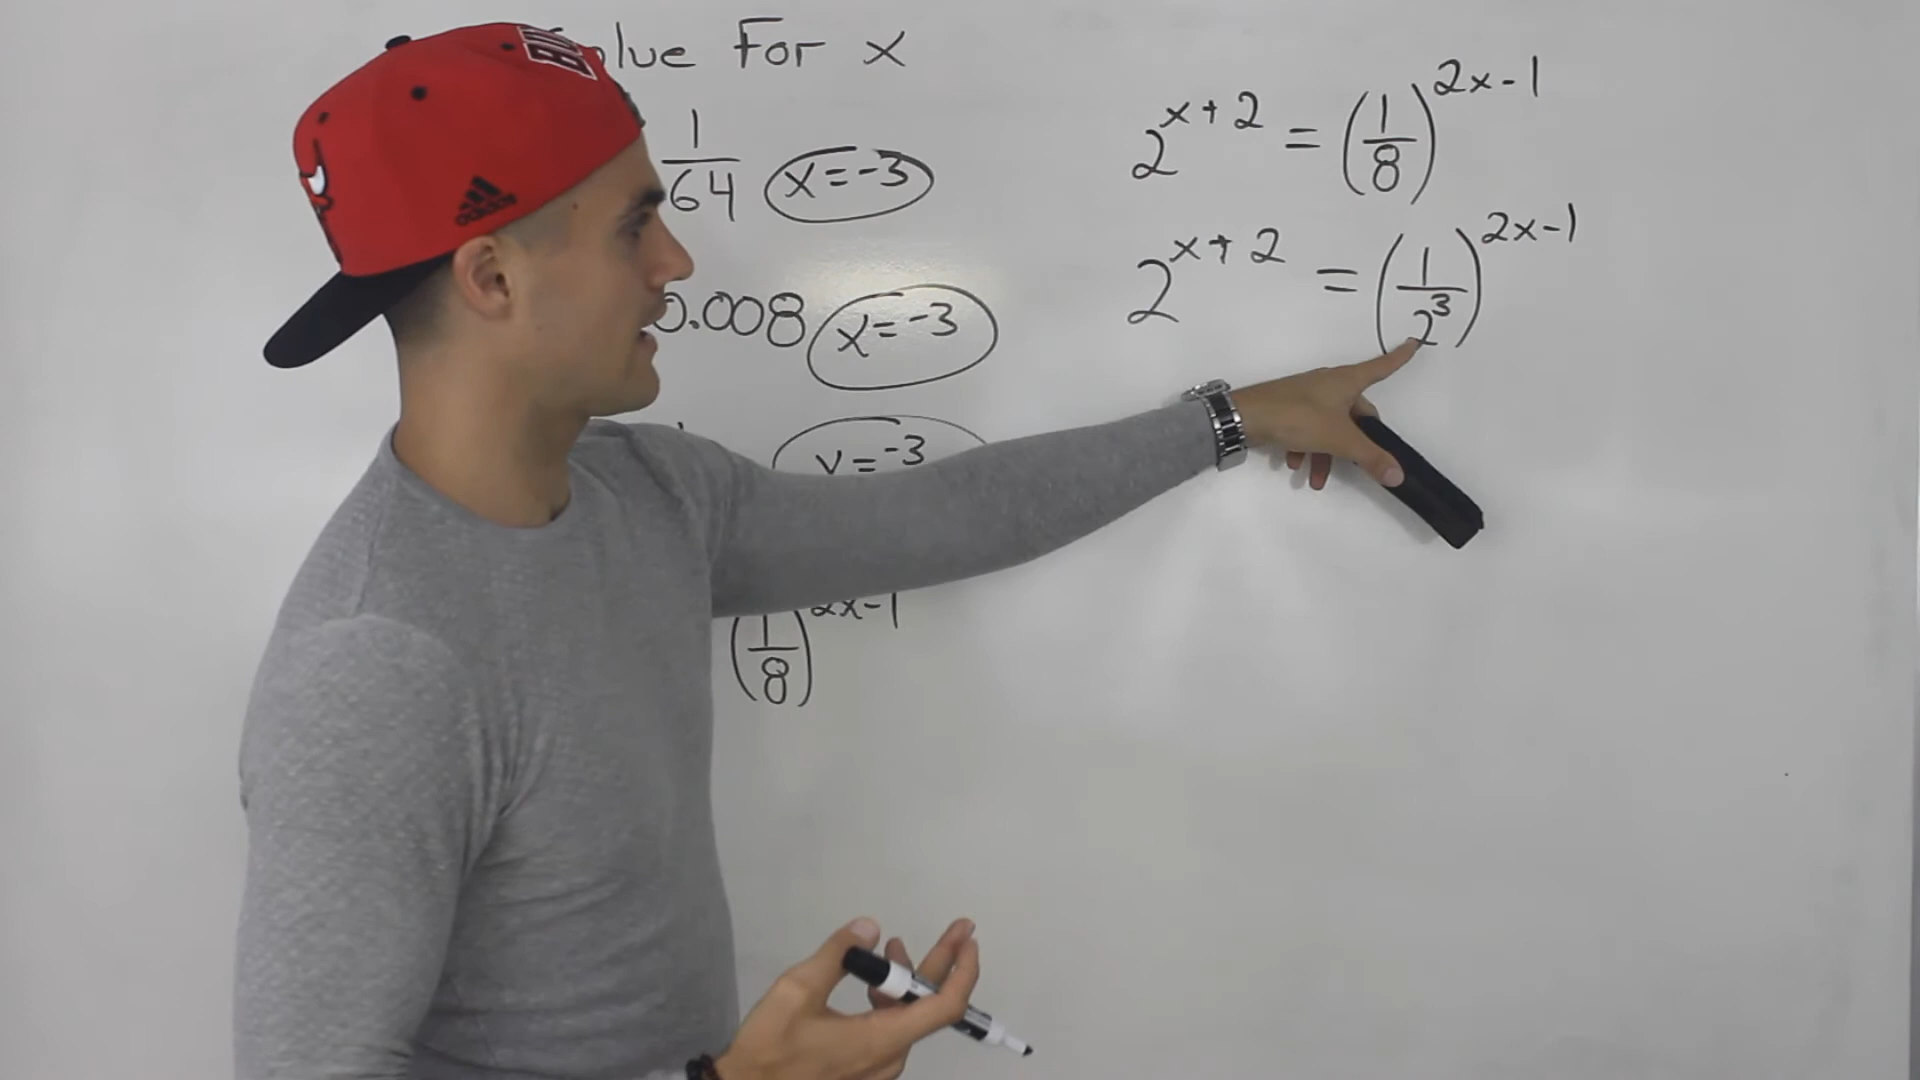 For x
1/64 x=-3
0.008 x=-3
=-3
(1/8)^2x-1
2^x+2 = (1/8)^2x-1
2^x+2 = (1/2^3)^2x-1
adidas